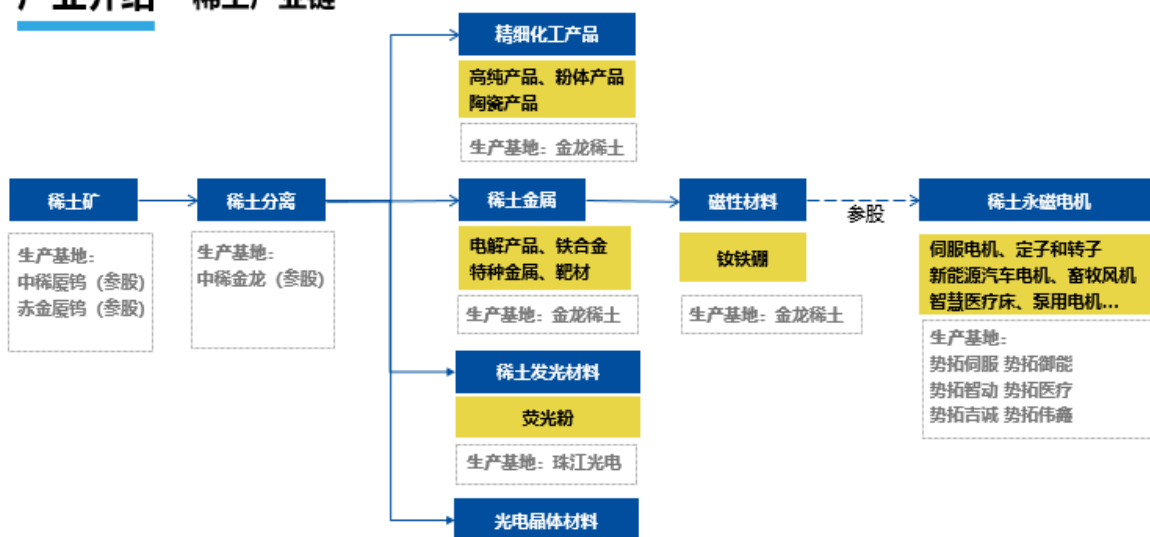 产业介绍 稀土产业链
精细化工产品
高纯产品、粉体产品
陶瓷产品
生产基地：金龙稀土
稀土矿
生产基地：
中稀厦钨（参股）
赤金厦钨（参股）
稀土分离
生产基地：
中稀金龙（参股）
稀土金属
电解产品、铁合金
特种金属、靶材
生产基地：金龙稀土
磁性材料
钕铁硼
生产基地：金龙稀土
参股
稀土永磁电机
伺服电机、定子和转子
新能源汽车电机、畜牧风机
智慧医疗床、泵用电机...
生产基地：
势拓伺服 势拓御能
势拓智动 势拓医疗
势拓吉诚 势拓伟鑫
稀土发光材料
荧光粉
生产基地：珠江光电
光电晶体材料